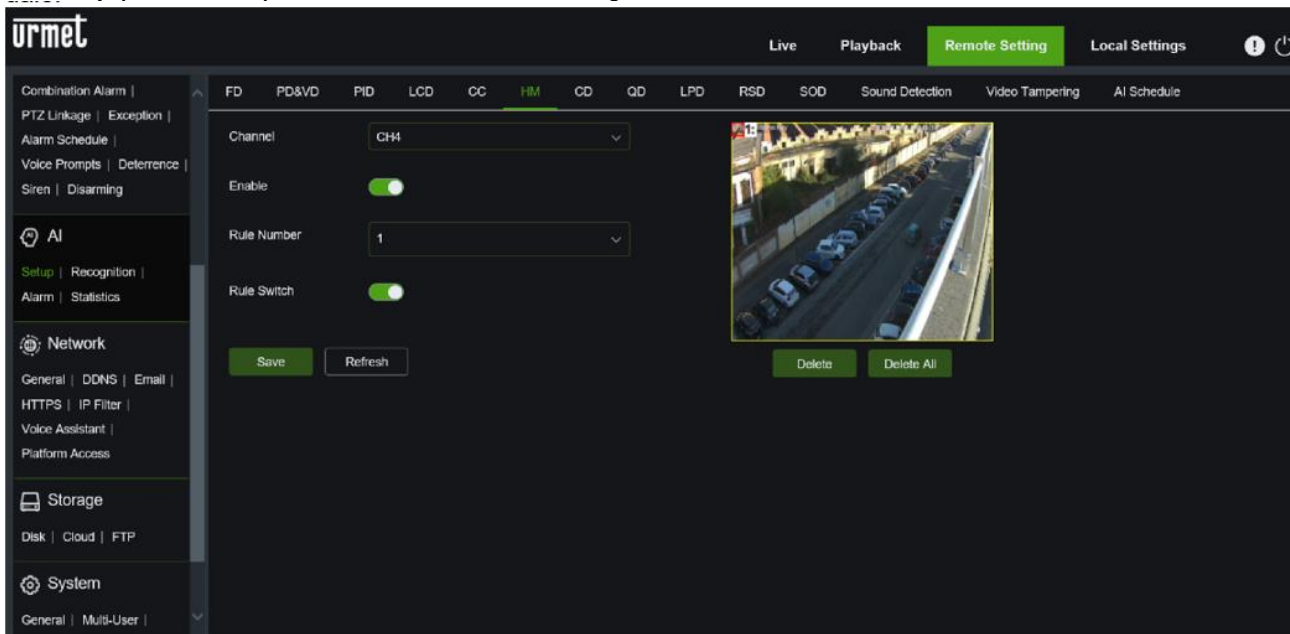 urmet
Live Playback Remote Setting Local Settings
Combination Alarm |
PTZ Linkage | Exception |
Alarm Schedule |
Voice Prompts | Deterrence |
Siren | Disarming
AI
Setup | Recognition |
Alarm | Statistics
Network
General | DDNS | Email |
HTTPS | IP Filter |
Voice Assistant |
Platform Access
Storage
Disk | Cloud | FTP
System
General | Multi-User |
FD PD&VD PID LCD CC HM CD QD LPD RSD SOD Sound Detection Video Tampering AI Schedule
Channel CH4
Enable
Rule Number 1
Rule Switch
Save Refresh
1:
Delete Delete All